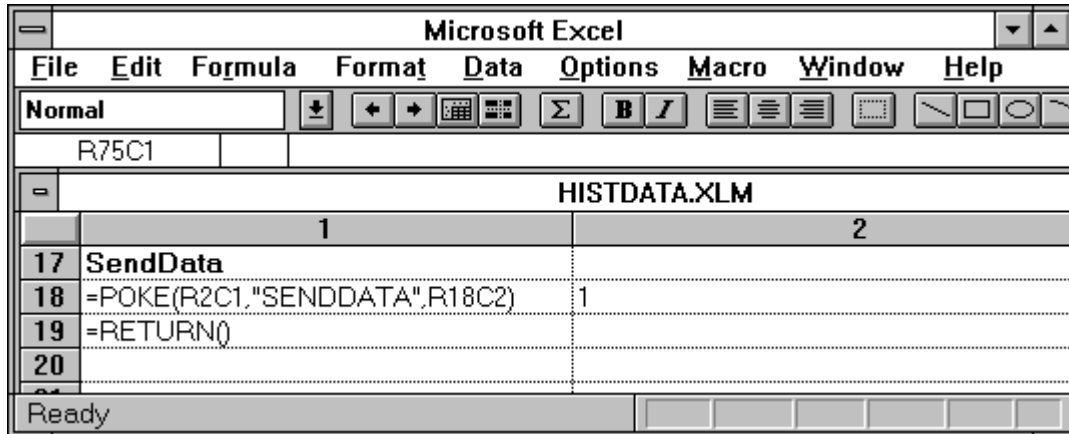 Microsoft Excel
File Edit Formula Format Data Options Macro Window Help
Normal Σ B I
R75C1
HISTDATA.XLM
1 2
17 SendData
18 =POKE(R2C1,"SENDDATA",R18C2) 1
19 =RETURN()
20
Ready